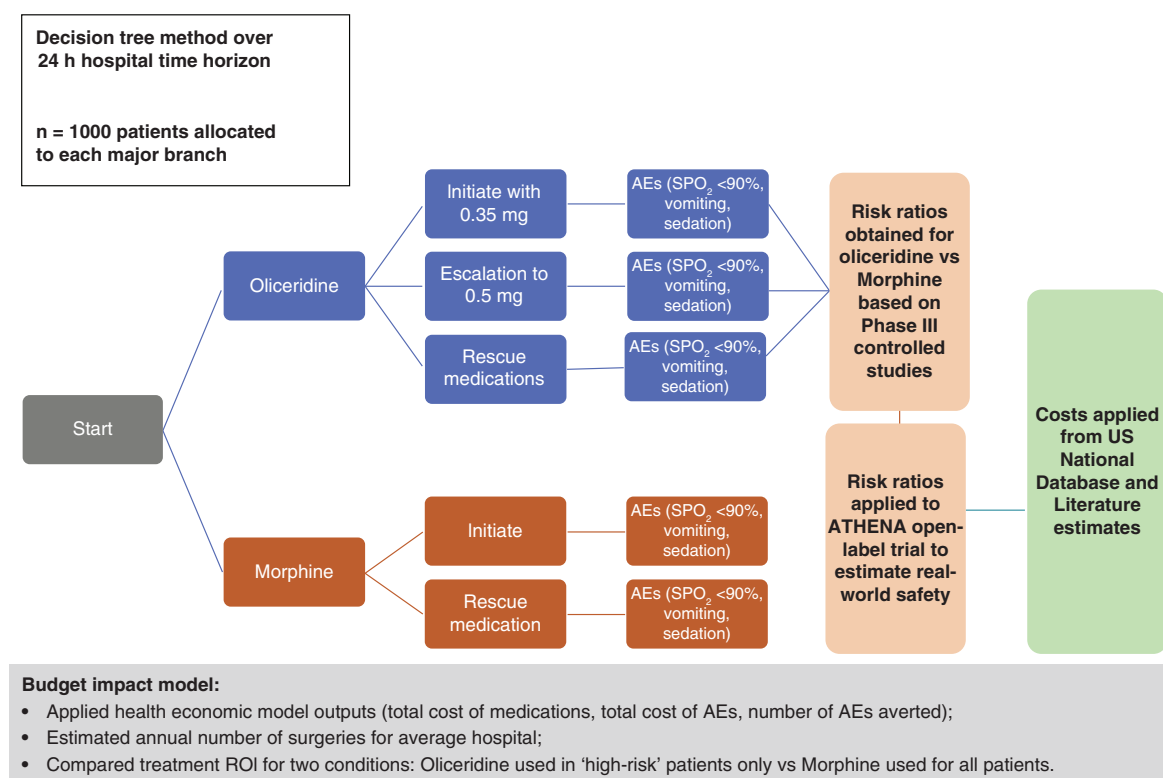 Decision tree method over
24 h hospital time horizon
n = 1000 patients allocated
to each major branch
Start
Oliceridine
Initiate with
0.35 mg
AEs (SPO₂ <90%,
vomiting,
sedation)
Escalation to
0.5 mg
AEs (SPO₂ <90%,
vomiting,
sedation)
Rescue
medications
AEs (SPO₂ <90%,
vomiting,
sedation)
Morphine
Initiate
AEs (SPO₂ <90%,
vomiting,
sedation)
Rescue
medication
AEs (SPO₂ <90%,
vomiting,
sedation)
Risk ratios
obtained for
oliceridine vs
Morphine
based on
Phase III
controlled
studies
Risk ratios
applied to
ATHENA open-
label trial to
estimate real-
world safety
Costs applied
from US
National
Database and
Literature
estimates
Budget impact model:
• Applied health economic model outputs (total cost of medications, total cost of AEs, number of AEs averted);
• Estimated annual number of surgeries for average hospital;
• Compared treatment ROI for two conditions: Oliceridine used in ‘high-risk’ patients only vs Morphine used for all patients.